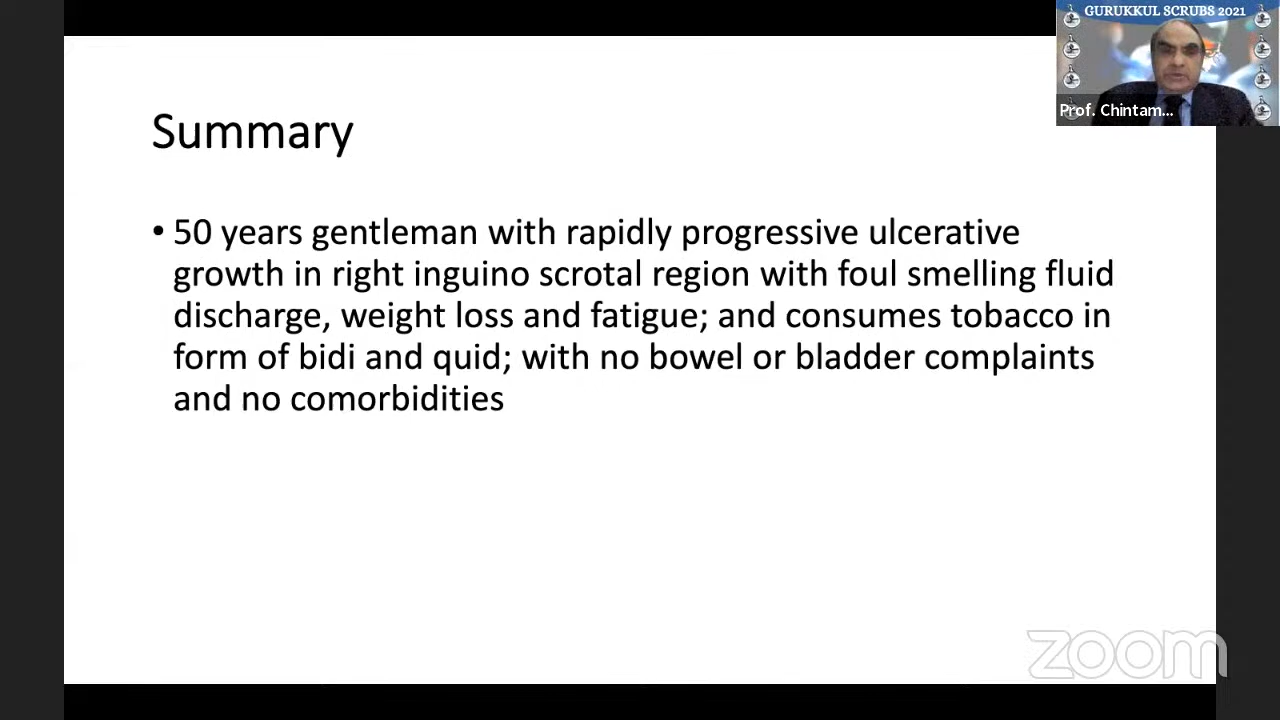 GURUKKUL SCRUBS 2021
Prof. Chintam...
Summary
• 50 years gentleman with rapidly progressive ulcerative
growth in right inguino scrotal region with foul smelling fluid
discharge, weight loss and fatigue; and consumes tobacco in
form of bidi and quid; with no bowel or bladder complaints
and no comorbidities
zoom